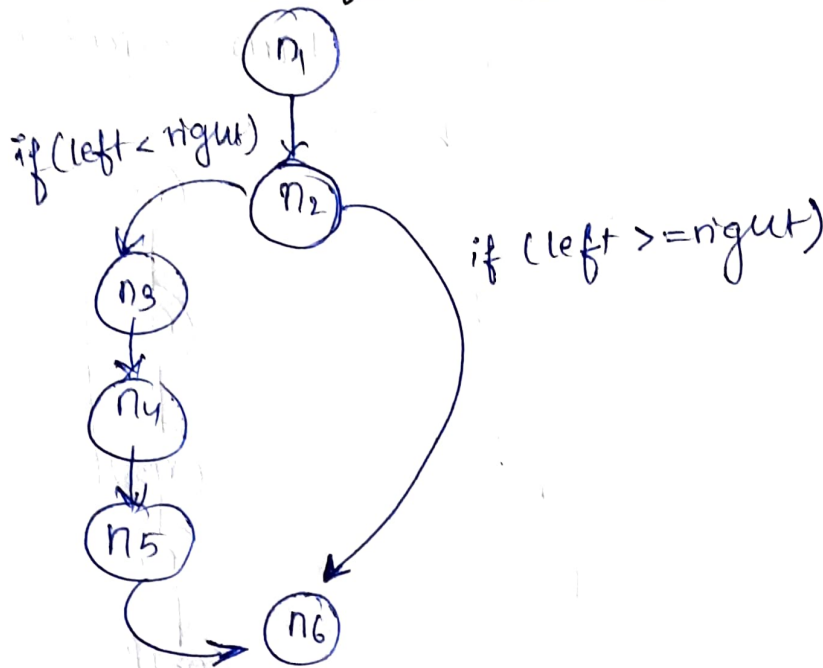 n1
if (left < right)
n2
if (left >= right)
n3
n4
n5
n6